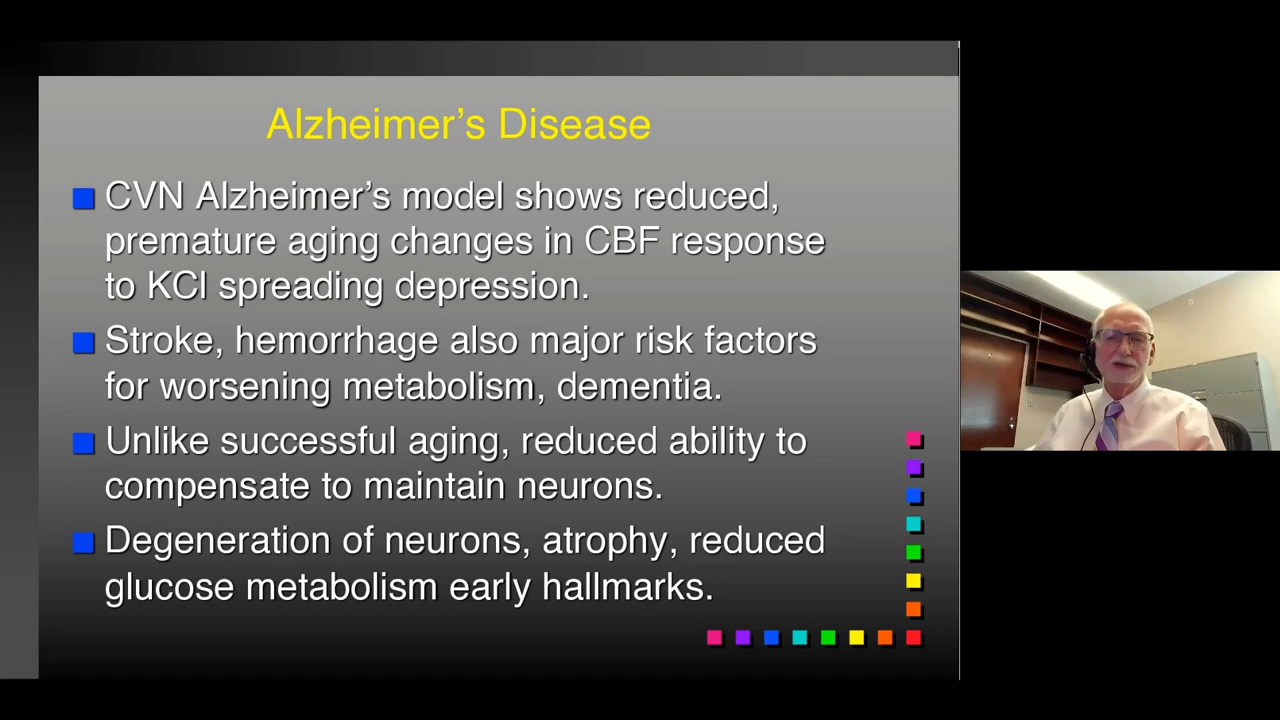 Alzheimer’s Disease
CVN Alzheimer’s model shows reduced,
premature aging changes in CBF response
to KCl spreading depression.
Stroke, hemorrhage also major risk factors
for worsening metabolism, dementia.
Unlike successful aging, reduced ability to
compensate to maintain neurons.
Degeneration of neurons, atrophy, reduced
glucose metabolism early hallmarks.